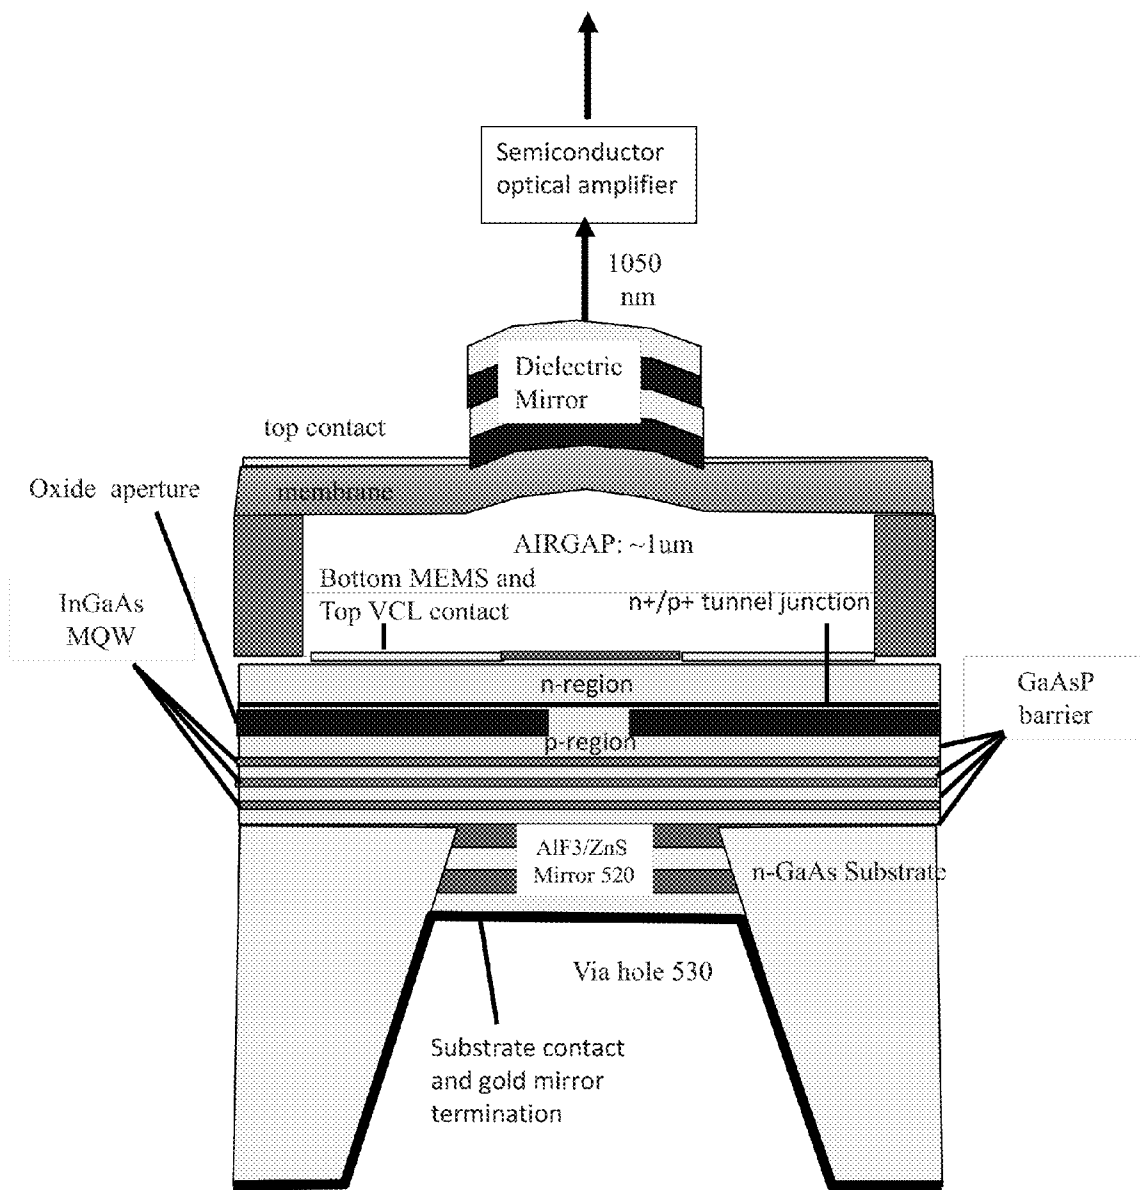 Semiconductor
optical amplifier
1050
nm
Dielectric
Mirror
top contact
membrane
Oxide aperture
AIRGAP: ~1um
Bottom MEMS and
Top VCL contact
n+/p+ tunnel junction
InGaAs
MQW
n-region
GaAsP
barrier
p-region
AlF3/ZnS
Mirror 520
n-GaAs Substrate
Via hole 530
Substrate contact
and gold mirror
termination